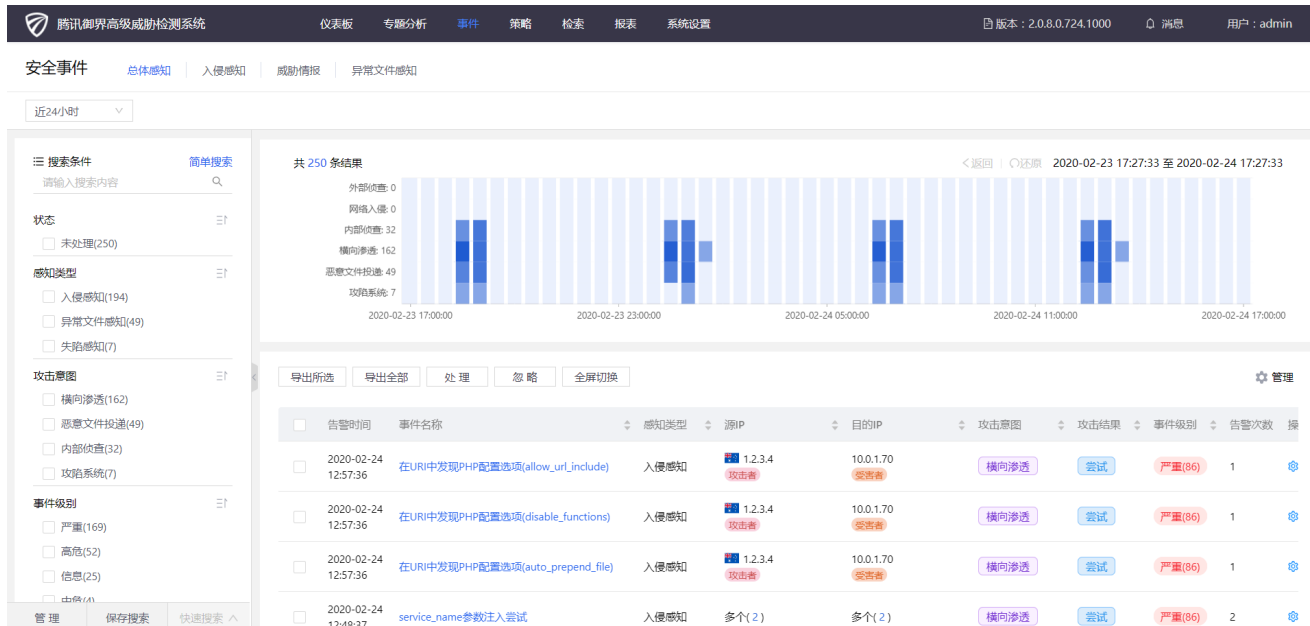 腾讯御界高级威胁检测系统 仪表板 专题分析 事件 策略 检索 报表 系统设置 版本：2.0.8.0.724.1000 消息 用户：admin
安全事件 总体感知 入侵感知 威胁情报 异常文件感知
近24小时
搜索条件 简单搜索
请输入搜索内容
状态
未处理(250)
感知类型
入侵感知(194)
异常文件感知(49)
失陷感知(7)
攻击意图
横向渗透(162)
恶意文件投递(49)
内部侦查(32)
攻陷系统(7)
事件级别
严重(169)
高危(52)
信息(25)
中危(4)
管 理 保存搜索 快速搜索
共 250 条结果 返回 还原 2020-02-23 17:27:33 至 2020-02-24 17:27:33
外部侦查: 0
网络入侵: 0
内部侦查: 32
横向渗透: 162
恶意文件投递: 49
攻陷系统: 7
2020-02-23 17:00:00 2020-02-23 23:00:00 2020-02-24 05:00:00 2020-02-24 11:00:00 2020-02-24 17:00:00
导出所选 导出全部 处 理 忽 略 全屏切换 管理
告警时间 事件名称 感知类型 源IP 目的IP 攻击意图 攻击结果 事件级别 告警次数 操
2020-02-24 12:57:36 在URI中发现PHP配置选项(allow_url_include) 入侵感知 1.2.3.4 攻击者 10.0.1.70 受害者 横向渗透 尝试 严重(86) 1
2020-02-24 12:57:36 在URI中发现PHP配置选项(disable_functions) 入侵感知 1.2.3.4 攻击者 10.0.1.70 受害者 横向渗透 尝试 严重(86) 1
2020-02-24 12:57:36 在URI中发现PHP配置选项(auto_prepend_file) 入侵感知 1.2.3.4 攻击者 10.0.1.70 受害者 横向渗透 尝试 严重(86) 1
2020-02-24 12:48:37 service_name参数注入尝试 入侵感知 多个( 2 ) 多个( 2 ) 横向渗透 尝试 严重(86) 2